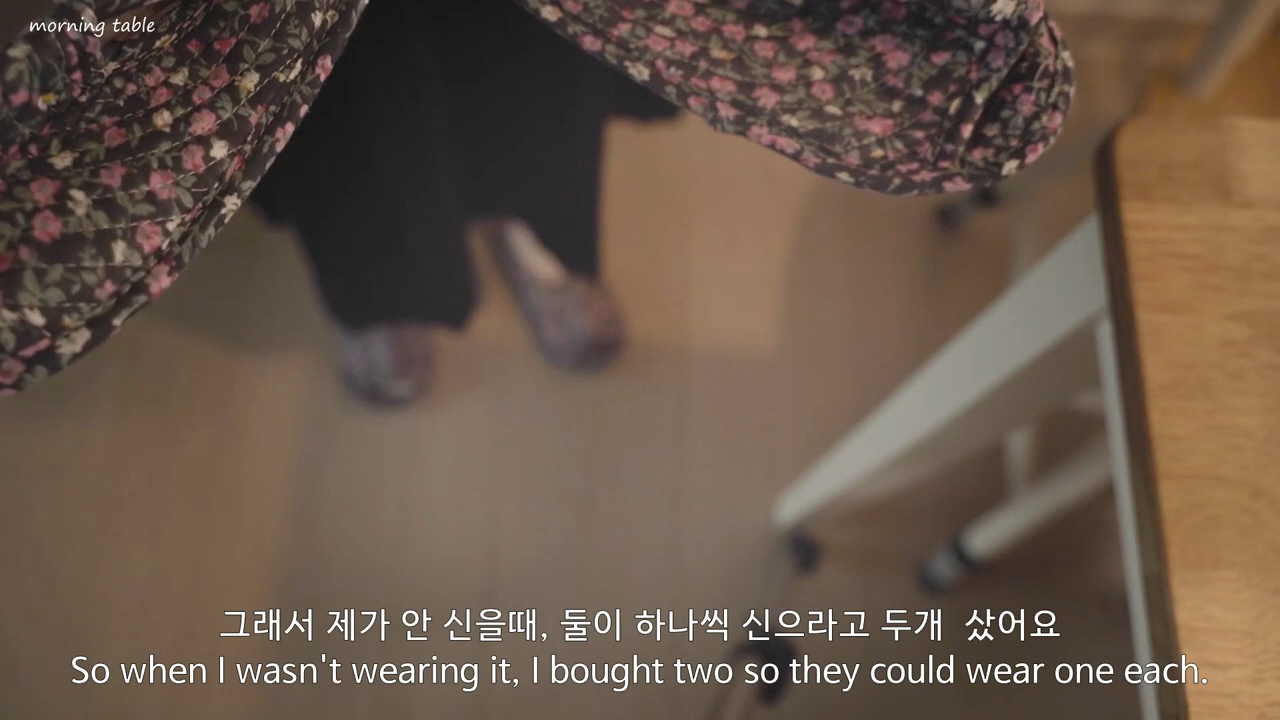 morning table
그래서 제가 안 신을때, 둘이 하나씩 신으라고 두개  샀어요
So when I wasn't wearing it, I bought two so they could wear one each.